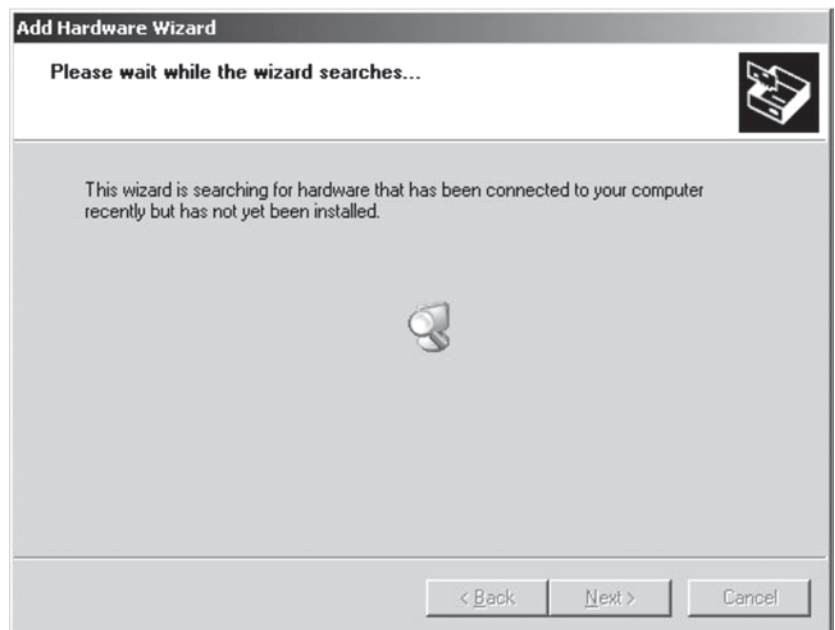 Add Hardware Wizard
Please wait while the wizard searches...
This wizard is searching for hardware that has been connected to your computer
recently but has not yet been installed.
< Back Next > Cancel